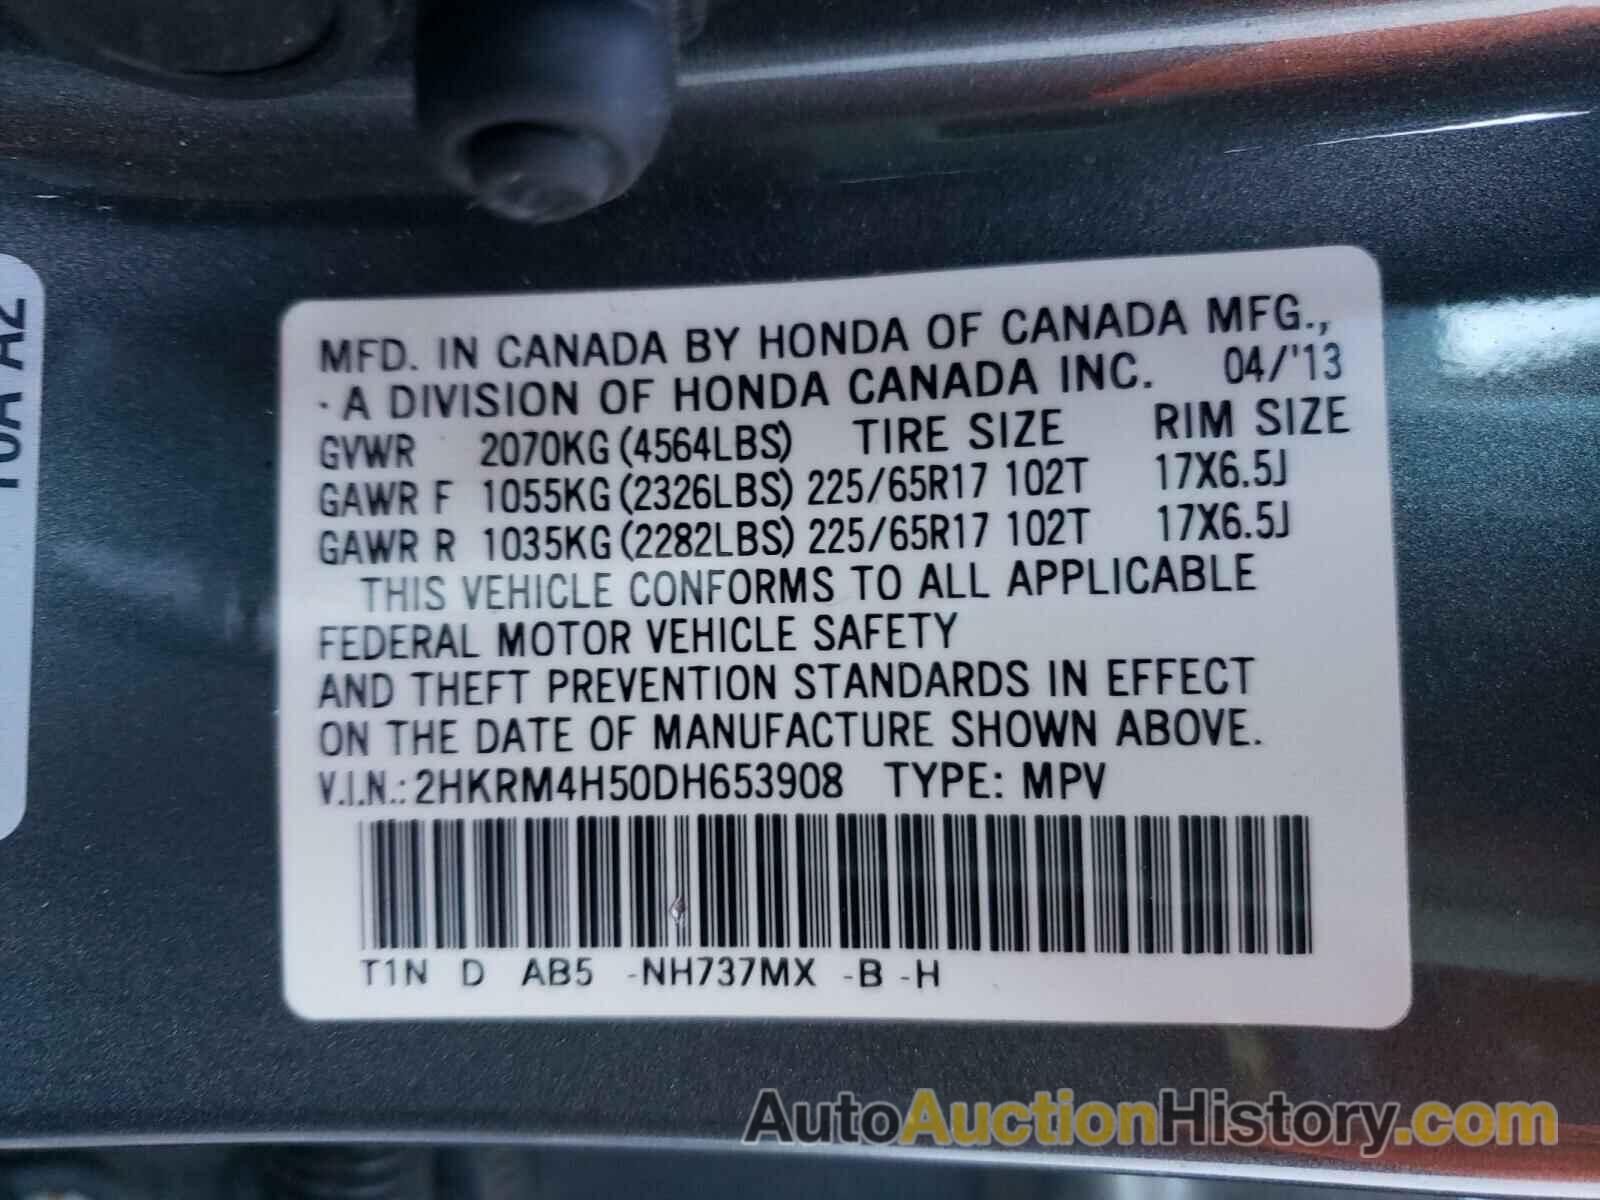 MFD. IN CANADA BY HONDA OF CANADA MFG.,
· A DIVISION OF HONDA CANADA INC. 04/'13
GVWR 2070KG (4564LBS) TIRE SIZE RIM SIZE
GAWR F 1055KG (2326LBS) 225/65R17 102T 17X6.5J
GAWR R 1035KG (2282LBS) 225/65R17 102T 17X6.5J
THIS VEHICLE CONFORMS TO ALL APPLICABLE
FEDERAL MOTOR VEHICLE SAFETY
AND THEFT PREVENTION STANDARDS IN EFFECT
ON THE DATE OF MANUFACTURE SHOWN ABOVE.
V.I.N.: 2HKRM4H50DH653908 TYPE: MPV
T1N D AB5 -NH737MX -B -H
AutoAuctionHistory.com